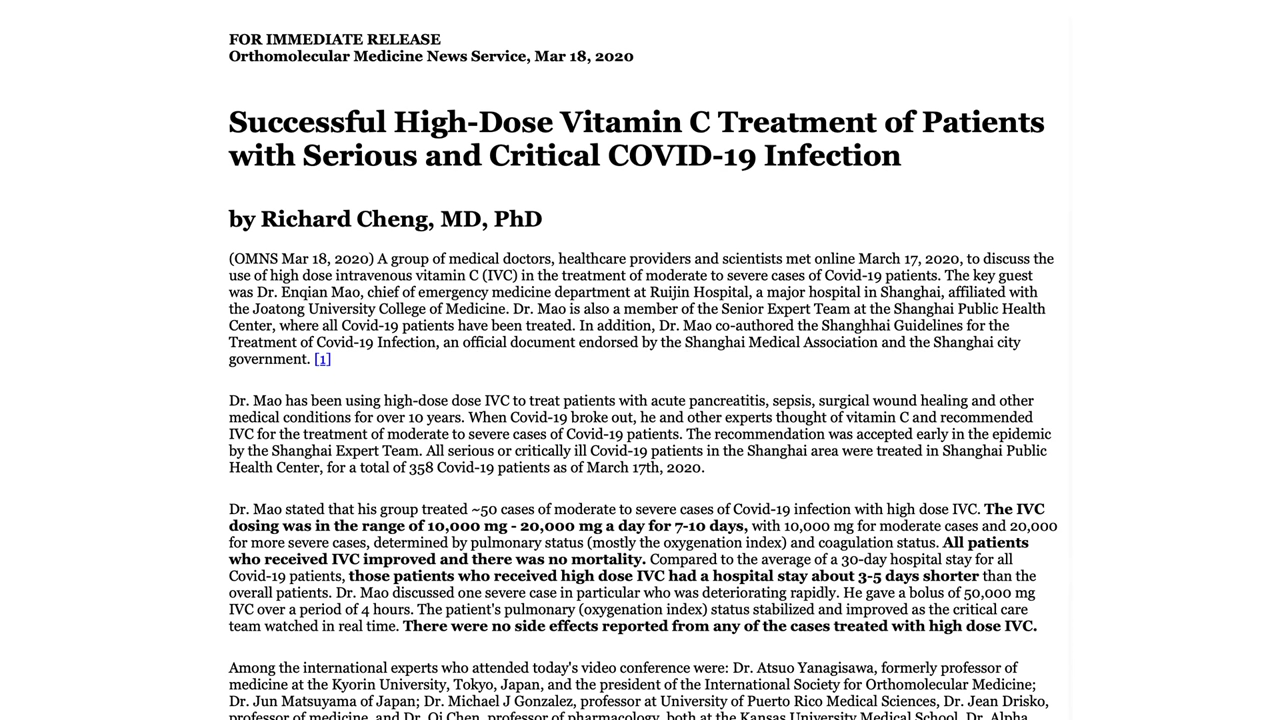 FOR IMMEDIATE RELEASE
Orthomolecular Medicine News Service, Mar 18, 2020
Successful High-Dose Vitamin C Treatment of Patients
with Serious and Critical COVID-19 Infection
by Richard Cheng, MD, PhD
(OMNS Mar 18, 2020) A group of medical doctors, healthcare providers and scientists met online March 17, 2020, to discuss the
use of high dose intravenous vitamin C (IVC) in the treatment of moderate to severe cases of Covid-19 patients. The key guest
was Dr. Enqian Mao, chief of emergency medicine department at Ruijin Hospital, a major hospital in Shanghai, affiliated with
the Joatong University College of Medicine. Dr. Mao is also a member of the Senior Expert Team at the Shanghai Public Health
Center, where all Covid-19 patients have been treated. In addition, Dr. Mao co-authored the Shanghhai Guidelines for the
Treatment of Covid-19 Infection, an official document endorsed by the Shanghai Medical Association and the Shanghai city
government. [1]
Dr. Mao has been using high-dose dose IVC to treat patients with acute pancreatitis, sepsis, surgical wound healing and other
medical conditions for over 10 years. When Covid-19 broke out, he and other experts thought of vitamin C and recommended
IVC for the treatment of moderate to severe cases of Covid-19 patients. The recommendation was accepted early in the epidemic
by the Shanghai Expert Team. All serious or critically ill Covid-19 patients in the Shanghai area were treated in Shanghai Public
Health Center, for a total of 358 Covid-19 patients as of March 17th, 2020.
Dr. Mao stated that his group treated ~50 cases of moderate to severe cases of Covid-19 infection with high dose IVC. The IVC
dosing was in the range of 10,000 mg - 20,000 mg a day for 7-10 days, with 10,000 mg for moderate cases and 20,000
for more severe cases, determined by pulmonary status (mostly the oxygenation index) and coagulation status. All patients
who received IVC improved and there was no mortality. Compared to the average of a 30-day hospital stay for all
Covid-19 patients, those patients who received high dose IVC had a hospital stay about 3-5 days shorter than the
overall patients. Dr. Mao discussed one severe case in particular who was deteriorating rapidly. He gave a bolus of 50,000 mg
IVC over a period of 4 hours. The patient's pulmonary (oxygenation index) status stabilized and improved as the critical care
team watched in real time. There were no side effects reported from any of the cases treated with high dose IVC.
Among the international experts who attended today's video conference were: Dr. Atsuo Yanagisawa, formerly professor of
medicine at the Kyorin University, Tokyo, Japan, and the president of the International Society for Orthomolecular Medicine;
Dr. Jun Matsuyama of Japan; Dr. Michael J Gonzalez, professor at University of Puerto Rico Medical Sciences, Dr. Jean Drisko,
professor of medicine, and Dr. Qi Chen, professor of pharmacology, both at the Kansas University Medical School, Dr. Alpha